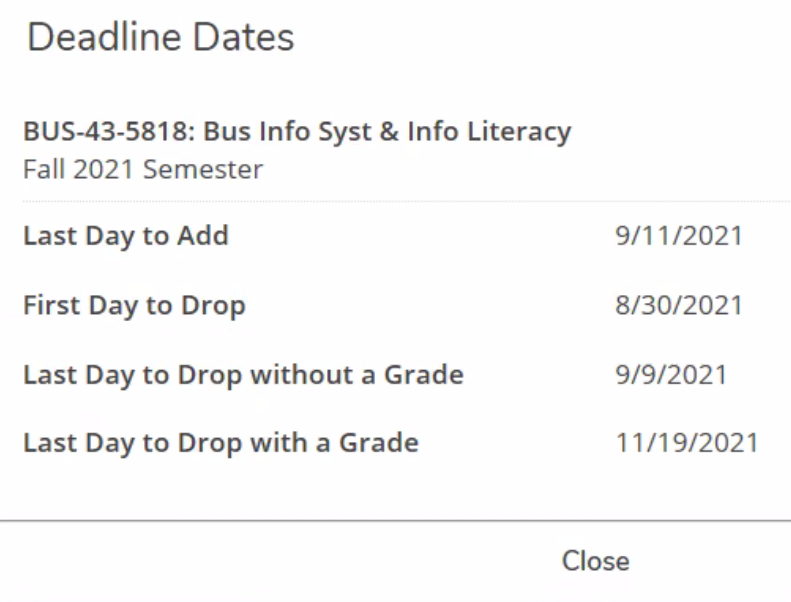 Deadline Dates
BUS-43-5818: Bus Info Syst & Info Literacy
Fall 2021 Semester
Last Day to Add 9/11/2021
First Day to Drop 8/30/2021
Last Day to Drop without a Grade 9/9/2021
Last Day to Drop with a Grade 11/19/2021
Close